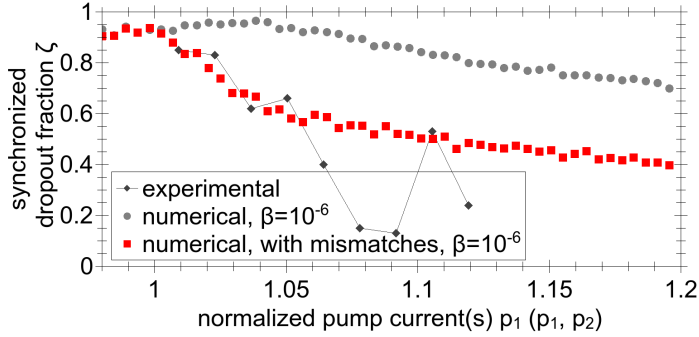 1
0.8
0.6
0.4
0.2
0
synchronized
dropout fraction ζ
experimental
numerical, β=10⁻⁶
numerical, with mismatches, β=10⁻⁶
1 1.05 1.1 1.15 1.2
normalized pump current(s) p₁ (p₁, p₂)